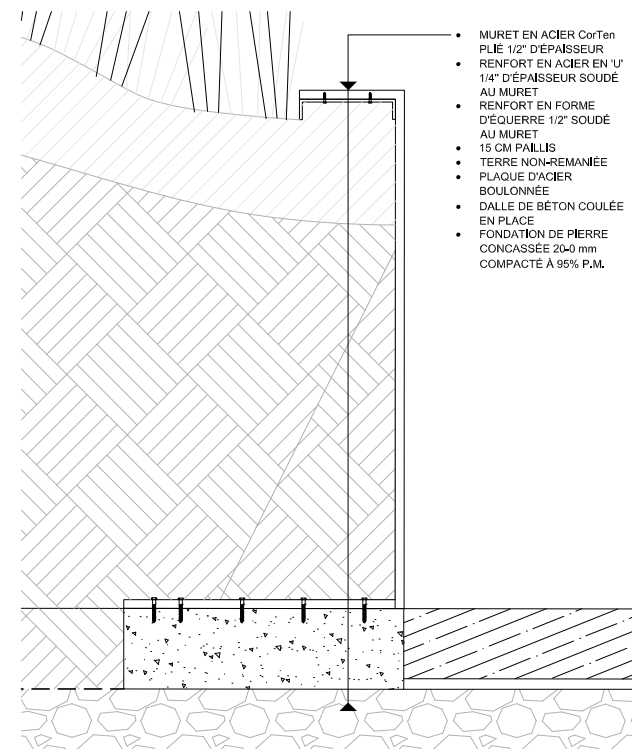 • MURET EN ACIER CorTen
PLIÉ 1/2" D'ÉPAISSEUR
• RENFORT EN ACIER EN 'U'
1/4" D'ÉPAISSEUR SOUDÉ
AU MURET
• RENFORT EN FORME
D'ÉQUERRE 1/2" SOUDÉ
AU MURET
• 15 CM PAILLIS
• TERRE NON-REMANIÉE
• PLAQUE D'ACIER
BOULONNÉE
• DALLE DE BÉTON COULÉE
EN PLACE
• FONDATION DE PIERRE
CONCASSÉE 20-0 mm
COMPACTÉ À 95% P.M.